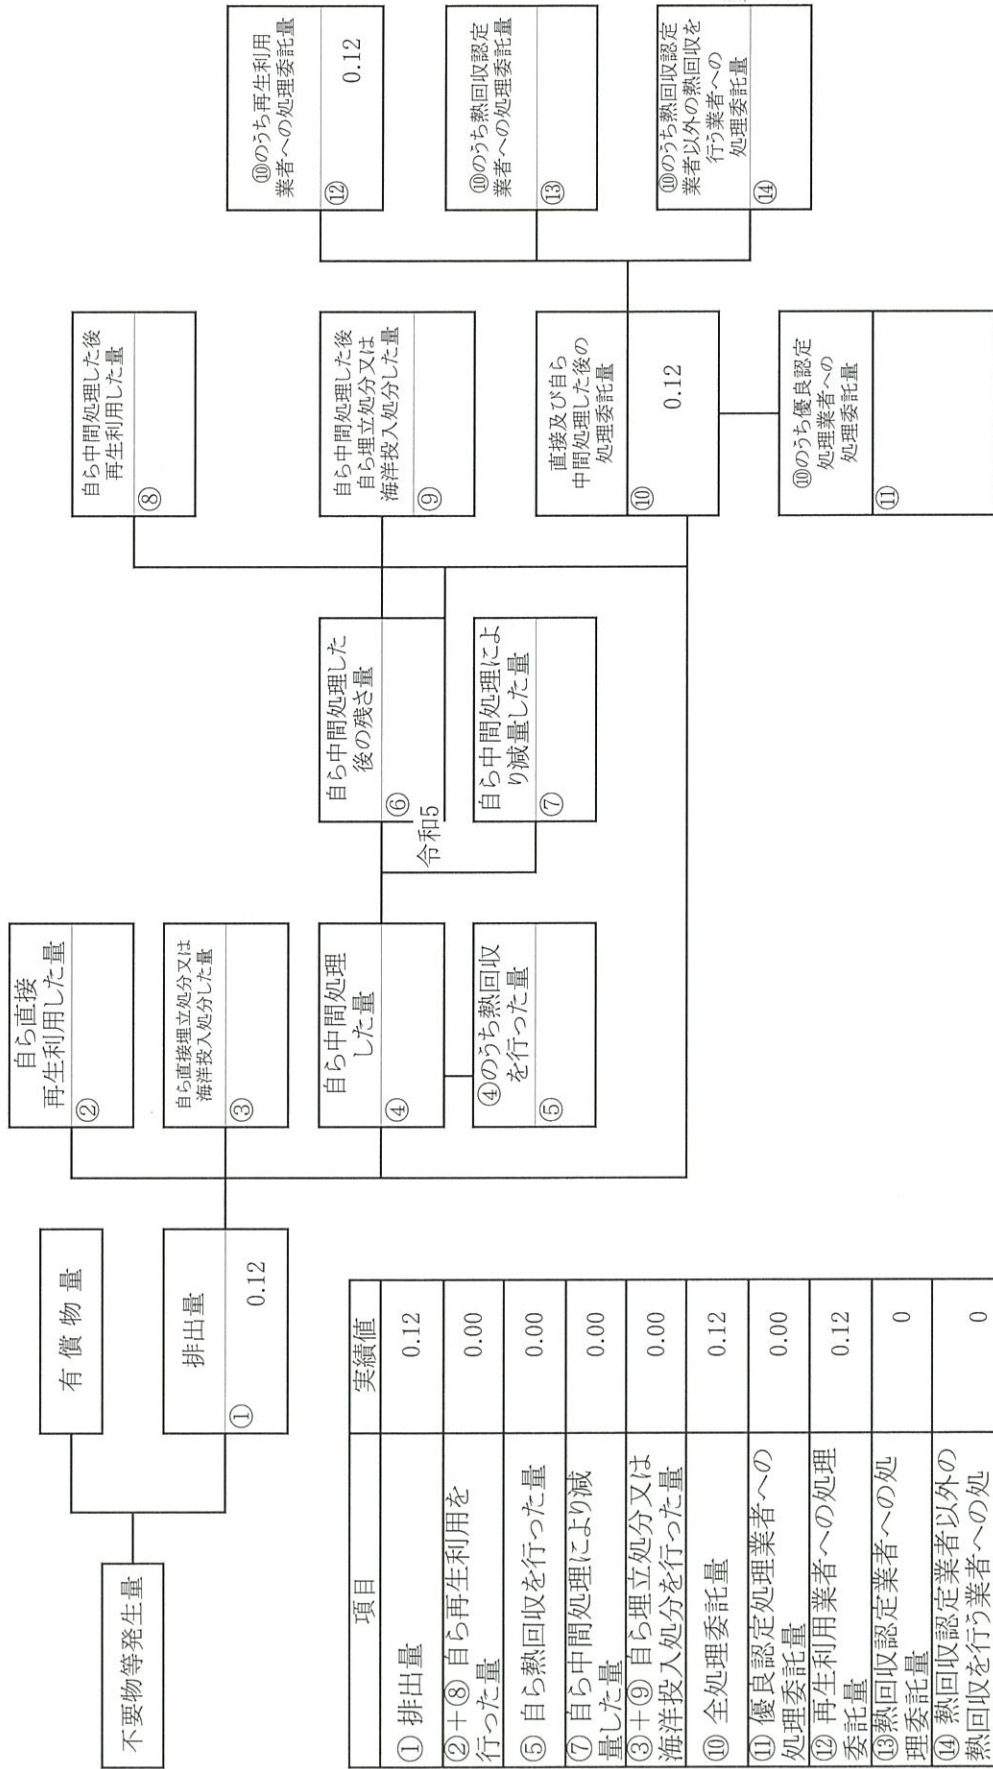 不要物等発生量
有償物量
排出量
①
0.12
自ら直接
再生利用した量
②
自ら直接埋立処分又は
海洋投入処分した量
③
自ら中間処理
した量
④
④のうち熱回収
を行った量
⑤
自ら中間処理した
後の残さ量
⑥
令和5
自ら中間処理によ
り減量した量
⑦
自ら中間処理した後
再生利用した量
⑧
自ら中間処理した後
自ら埋立処分又は
海洋投入処分した量
⑨
直接及び自ら
中間処理した後の
処理委託量
⑩
0.12
⑩のうち優良認定
処理業者への
処理委託量
⑪
⑩のうち再生利用
業者への処理委託量
⑫
0.12
⑩のうち熱回収認定
業者への処理委託量
⑬
⑩のうち熱回収認定
業者以外の熱回収を
行う業者への
処理委託量
⑭
項目 実績値
① 排出量 0.12
②+⑧ 自ら再生利用を
行った量 0.00
⑤ 自ら熱回収を行った量 0.00
⑦ 自ら中間処理により減
量した量 0.00
③+⑨ 自ら埋立処分又は
海洋投入処分を行った量 0.00
⑩ 全処理委託量 0.12
⑪ 優良認定処理業者への
処理委託量 0.00
⑫ 再生利用業者への処理
委託量 0.12
⑬熱回収認定業者への処
理委託量 0
⑭ 熱回収認定業者以外の
熱回収を行う業者への処 0